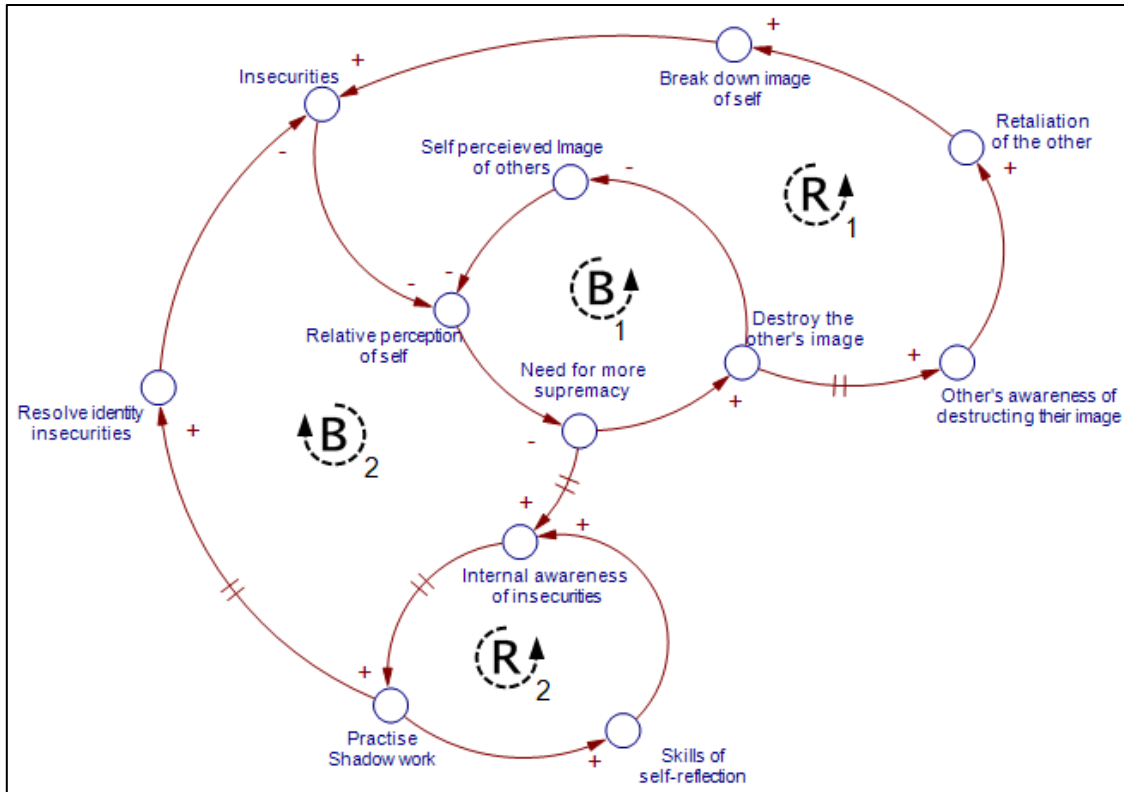 +
Break down image
of self
+
Insecurities
-
Retaliation
of the other
+
Self perceieved Image
of others
-
R
1
B
1
-
-
Relative perception
of self
Destroy the
other's image
+
Need for more
supremacy
+
-
Other's awareness of
destructing their image
Resolve identity
insecurities
+
B
2
+
+
Internal awareness
of insecurities
R
2
+
Practise
Shadow work
+
Skills of
self-reflection
+